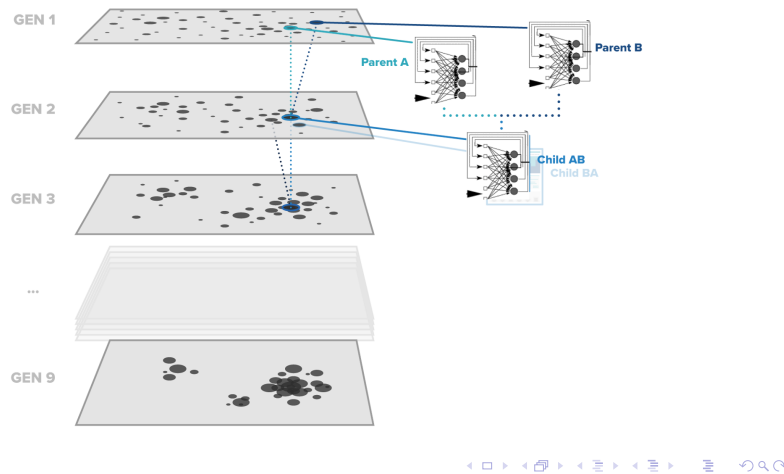 GEN 1
Parent B
Parent A
GEN 2
Child AB
Child BA
GEN 3
...
GEN 9